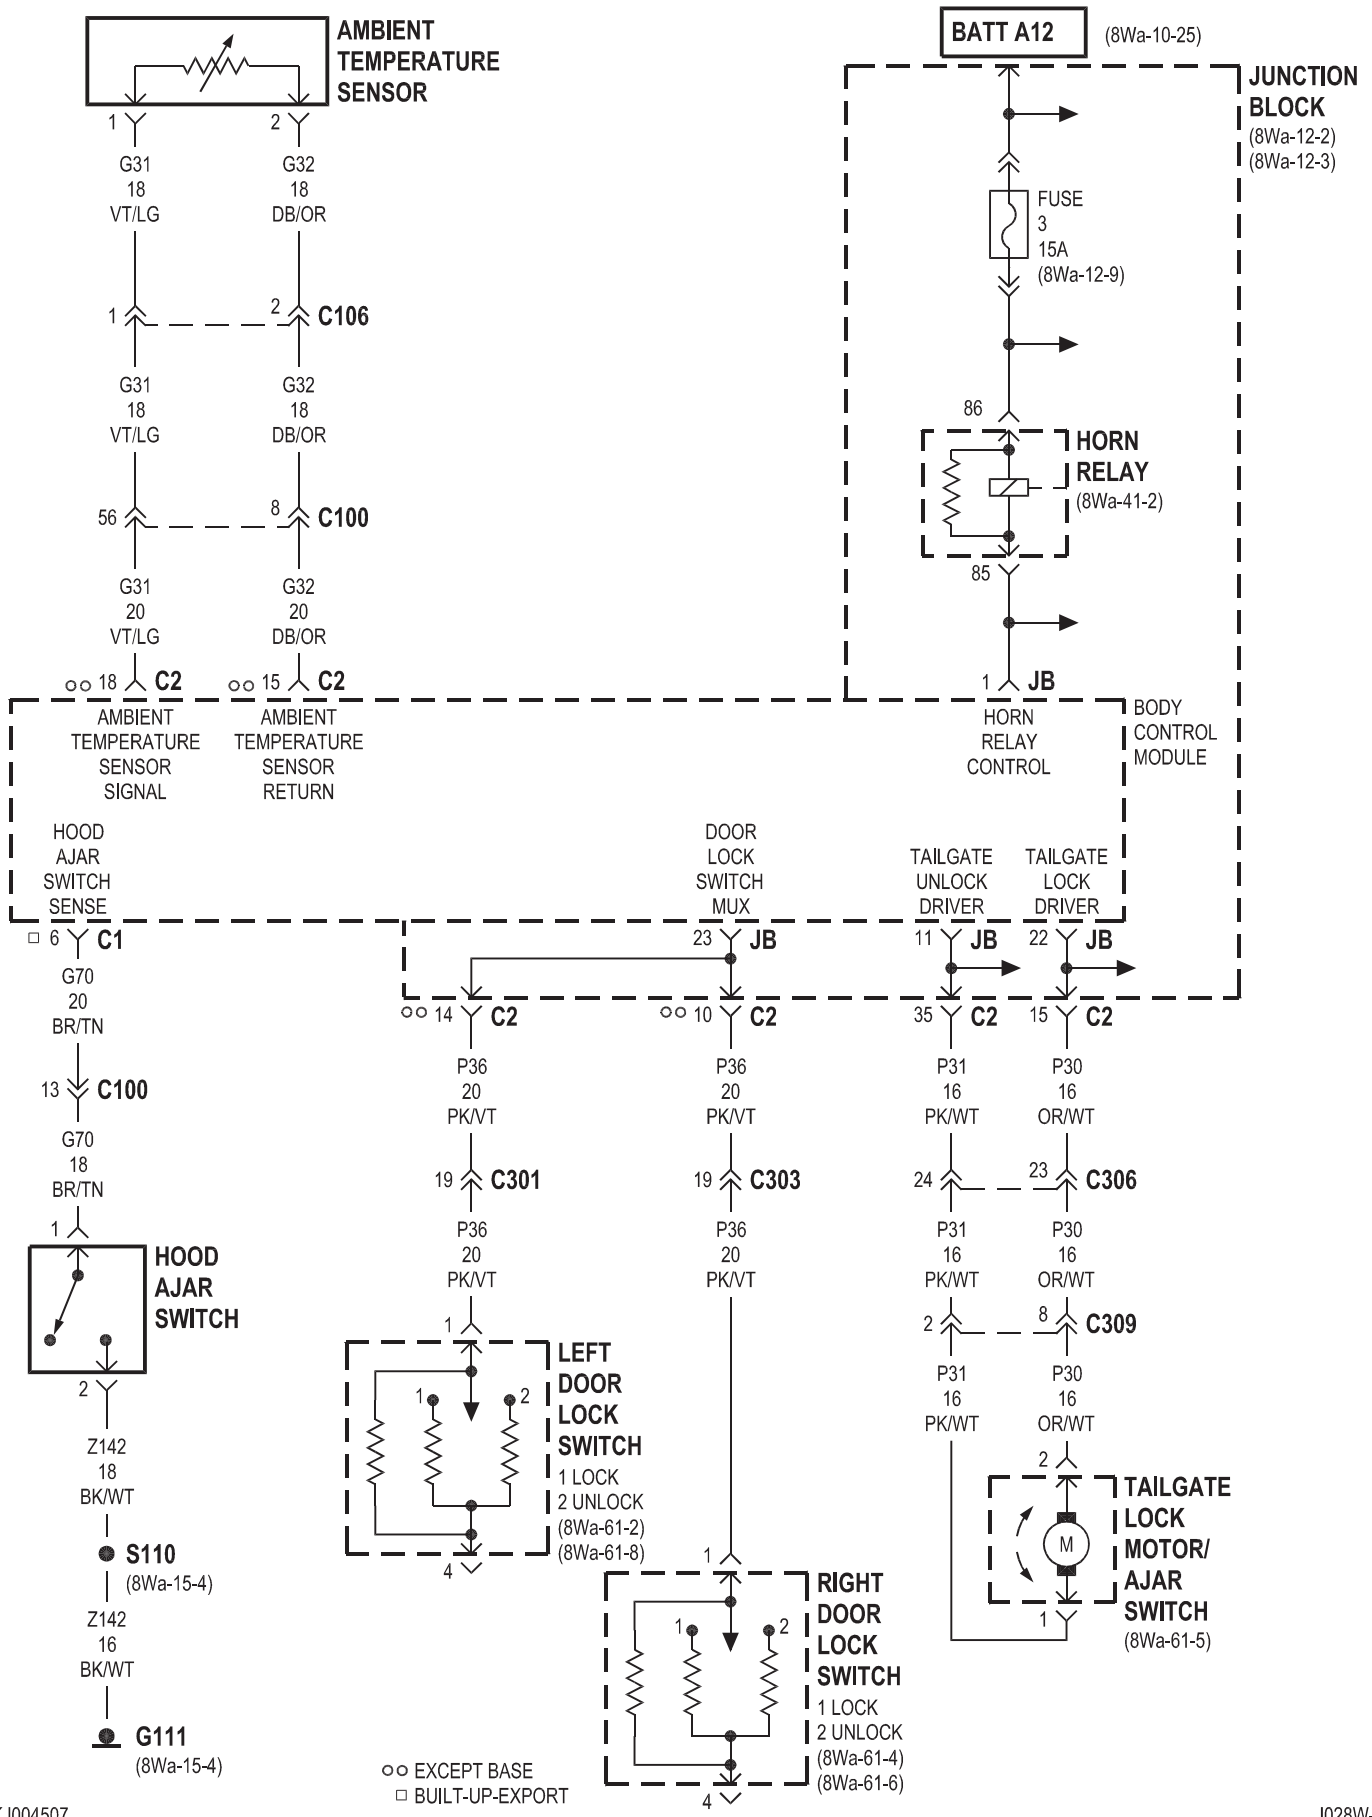 AMBIENT
TEMPERATURE
SENSOR
BATT A12
(8Wa-10-25)
JUNCTION
BLOCK
(8Wa-12-2)
(8Wa-12-3)
1
2
G31
18
VT/LG
G32
18
DB/OR
FUSE
3
15A
(8Wa-12-9)
1
2
C106
G31
18
VT/LG
G32
18
DB/OR
86
HORN
RELAY
(8Wa-41-2)
56
8
C100
85
G31
20
VT/LG
G32
20
DB/OR
18
C2
15
C2
1
JB
AMBIENT
TEMPERATURE
SENSOR
SIGNAL
AMBIENT
TEMPERATURE
SENSOR
RETURN
HORN
RELAY
CONTROL
BODY
CONTROL
MODULE
HOOD
AJAR
SWITCH
SENSE
DOOR
LOCK
SWITCH
MUX
TAILGATE
UNLOCK
DRIVER
TAILGATE
LOCK
DRIVER
6
C1
23
JB
11
JB
22
JB
G70
20
BR/TN
14
C2
10
C2
35
C2
15
C2
P36
20
PK/VT
P36
20
PK/VT
P31
16
PK/WT
P30
16
OR/WT
13
C100
G70
18
BR/TN
19
C301
19
C303
24
23
C306
P36
20
PK/VT
P36
20
PK/VT
P31
16
PK/WT
P30
16
OR/WT
1
HOOD
AJAR
SWITCH
2
1
2
8
C309
LEFT
DOOR
LOCK
SWITCH
1 LOCK
2 UNLOCK
(8Wa-61-2)
(8Wa-61-8)
1
2
4
P31
16
PK/WT
P30
16
OR/WT
Z142
18
BK/WT
2
TAILGATE
LOCK
MOTOR/
AJAR
SWITCH
(8Wa-61-5)
M
1
S110
(8Wa-15-4)
Z142
16
BK/WT
1
RIGHT
DOOR
LOCK
SWITCH
1 LOCK
2 UNLOCK
(8Wa-61-4)
(8Wa-61-6)
1
2
4
G111
(8Wa-15-4)
EXCEPT BASE
BUILT-UP-EXPORT
J004507
J028W-